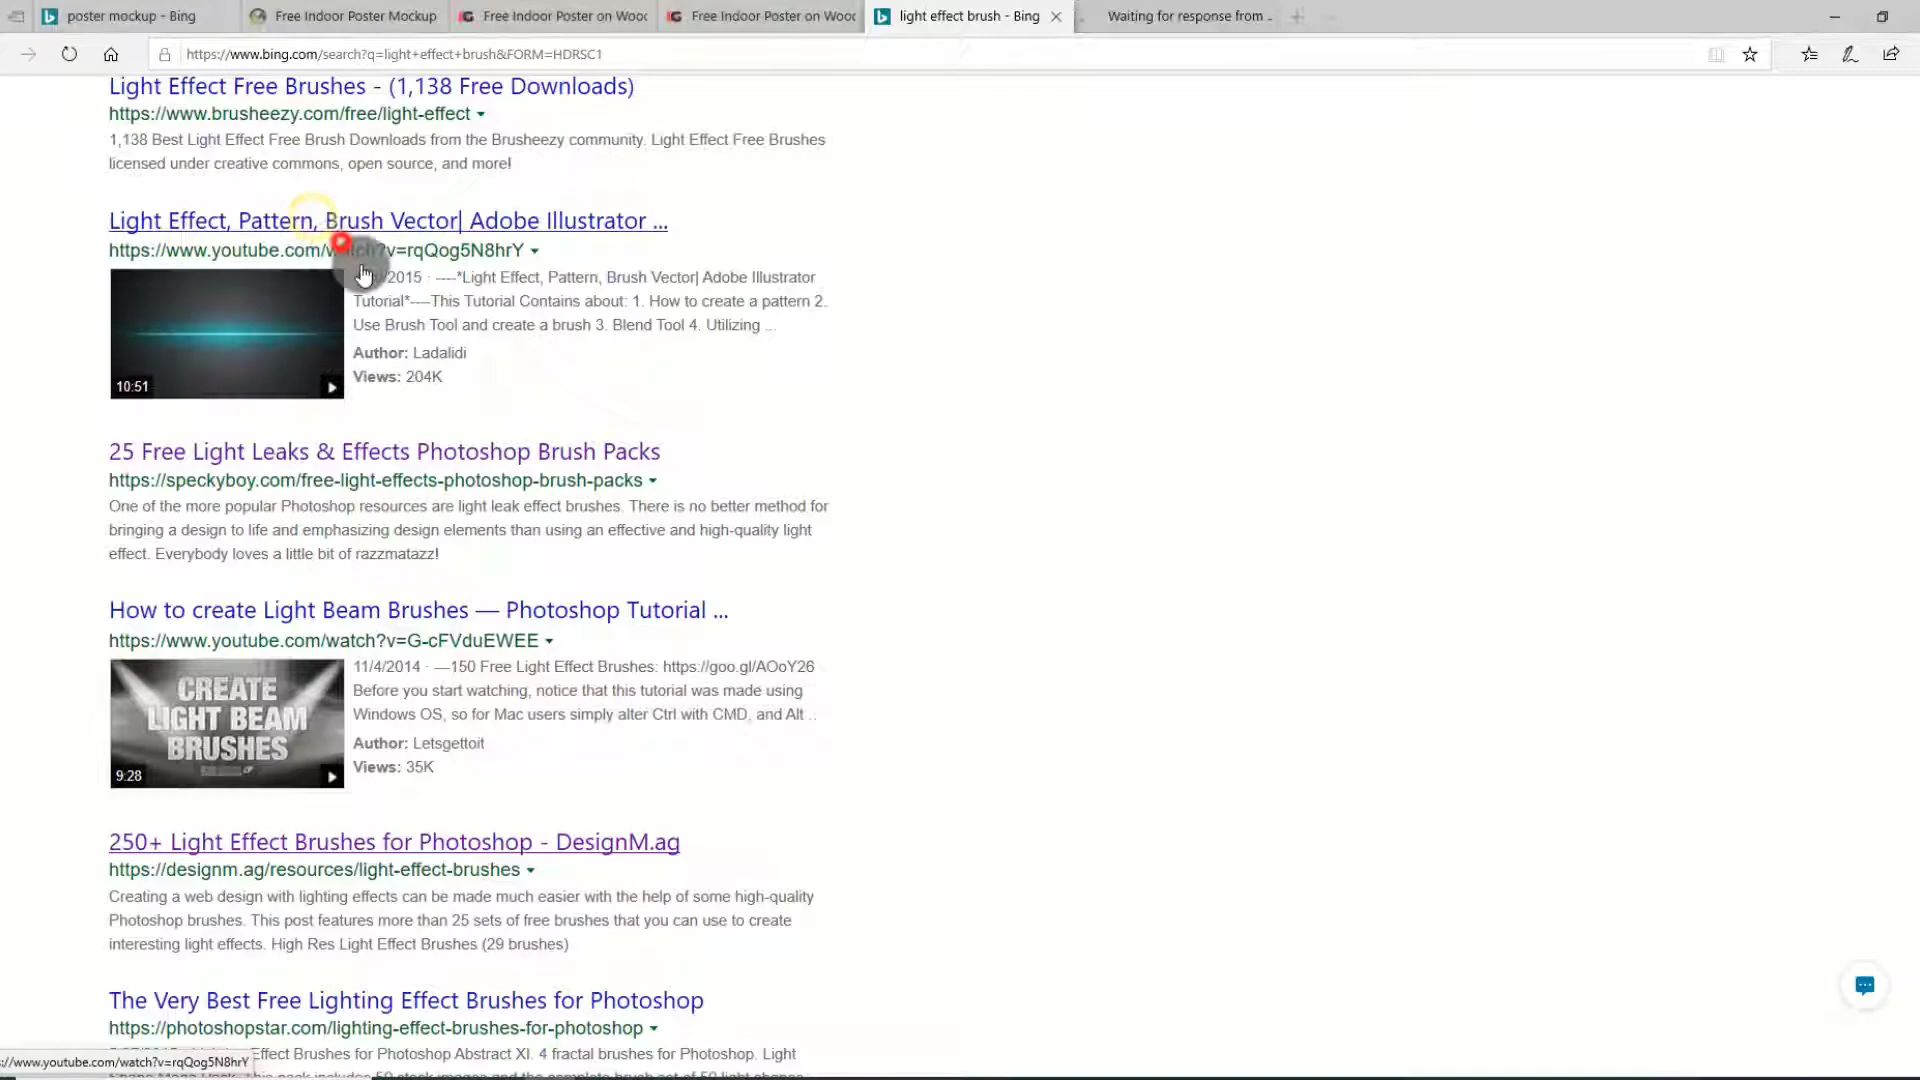 poster mockup - Bing
Free Indoor Poster Mockup
Free Indoor Poster on Wood
Free Indoor Poster on Wood
light effect brush - Bing
Waiting for response from
https://www.bing.com/search?q=light+effect+brush&FORM=HDRSC1
Light Effect Free Brushes - (1,138 Free Downloads)
https://www.brusheezy.com/free/light-effect
1,138 Best Light Effect Free Brush Downloads from the Brusheezy community. Light Effect Free Brushes
licensed under creative commons, open source, and more!
Light Effect, Pattern, Brush Vector| Adobe Illustrator ...
https://www.youtube.com/watch?v=rqQog5N8hrY
2015 · ----*Light Effect, Pattern, Brush Vector| Adobe Illustrator
Tutorial*----This Tutorial Contains about: 1. How to create a pattern 2.
Use Brush Tool and create a brush 3. Blend Tool 4. Utilizing ...
Author: Ladalidi
Views: 204K
10:51
25 Free Light Leaks & Effects Photoshop Brush Packs
https://speckyboy.com/free-light-effects-photoshop-brush-packs
One of the more popular Photoshop resources are light leak effect brushes. There is no better method for
bringing a design to life and emphasizing design elements than using an effective and high-quality light
effect. Everybody loves a little bit of razzmatazz!
How to create Light Beam Brushes — Photoshop Tutorial ...
https://www.youtube.com/watch?v=G-cFVduEWEE
11/4/2014 · —150 Free Light Effect Brushes: https://goo.gl/AOoY26
Before you start watching, notice that this tutorial was made using
Windows OS, so for Mac users simply alter Ctrl with CMD, and Alt ..
Author: Letsgettoit
Views: 35K
CREATE
LIGHT BEAM
BRUSHES
9:28
250+ Light Effect Brushes for Photoshop - DesignM.ag
https://designm.ag/resources/light-effect-brushes
Creating a web design with lighting effects can be made much easier with the help of some high-quality
Photoshop brushes. This post features more than 25 sets of free brushes that you can use to create
interesting light effects. High Res Light Effect Brushes (29 brushes)
The Very Best Free Lighting Effect Brushes for Photoshop
https://photoshopstar.com/lighting-effect-brushes-for-photoshop
Effect Brushes for Photoshop Abstract XI. 4 fractal brushes for Photoshop. Light
://www.youtube.com/watch?v=rqQog5N8hrY